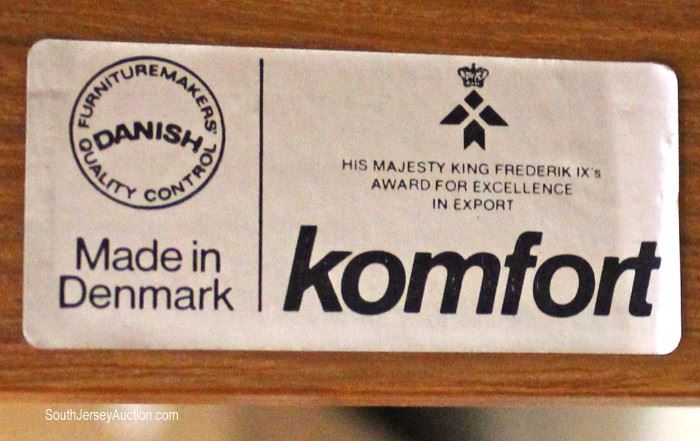 FURNITUREMAKERS'
DANISH
QUALITY CONTROL
Made in
Denmark
HIS MAJESTY KING FREDERIK IX's
AWARD FOR EXCELLENCE
IN EXPORT
komfort
SouthJerseyAuction.com